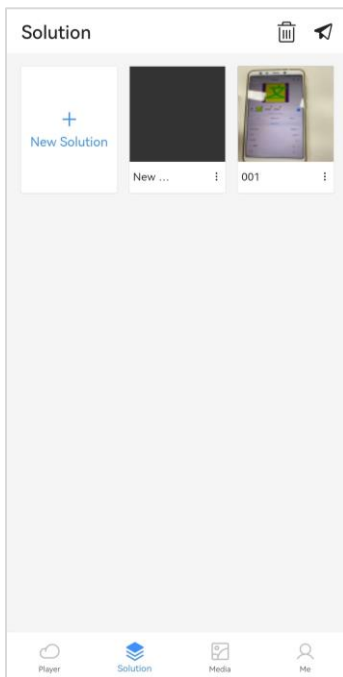 Solution
+
New Solution
New ...
001
Player
Solution
Media
Me